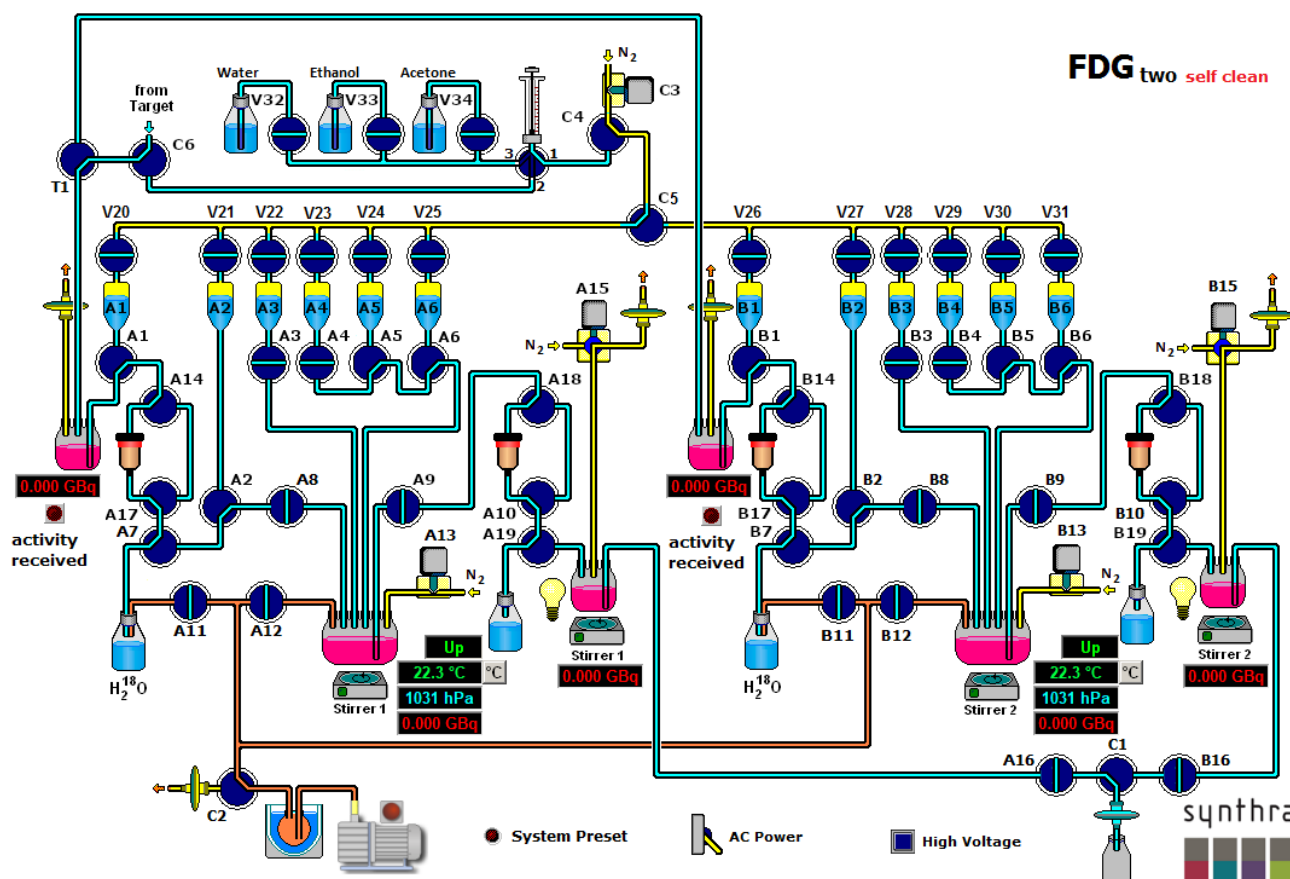 FDG two self clean
N2
C3
Water
Ethanol
Acetone
V32
V33
V34
from
Target
C4
C6
3
1
2
T1
C5
V20
V21
V22
V23
V24
V25
V26
V27
V28
V29
V30
V31
A1
A2
A3
A4
A5
A6
B1
B2
B3
B4
B5
B6
A15
B15
N2
N2
A1
A3
A4
A5
A6
B1
B3
B4
B5
B6
A14
A18
B14
B18
0.000 GBq
0.000 GBq
A17
A2
A8
A9
A10
B17
B2
B8
B9
B10
A7
A19
B7
B19
activity
received
activity
received
A13
N2
B13
N2
A11
A12
B11
B12
H2 18O
H2 18O
Stirrer 1
0.000 GBq
Stirrer 2
0.000 GBq
Up
22.3 °C
°C
1031 hPa
0.000 GBq
Stirrer 1
Up
22.3 °C
°C
1031 hPa
0.000 GBq
Stirrer 2
A16
C1
B16
C2
System Preset
AC Power
High Voltage